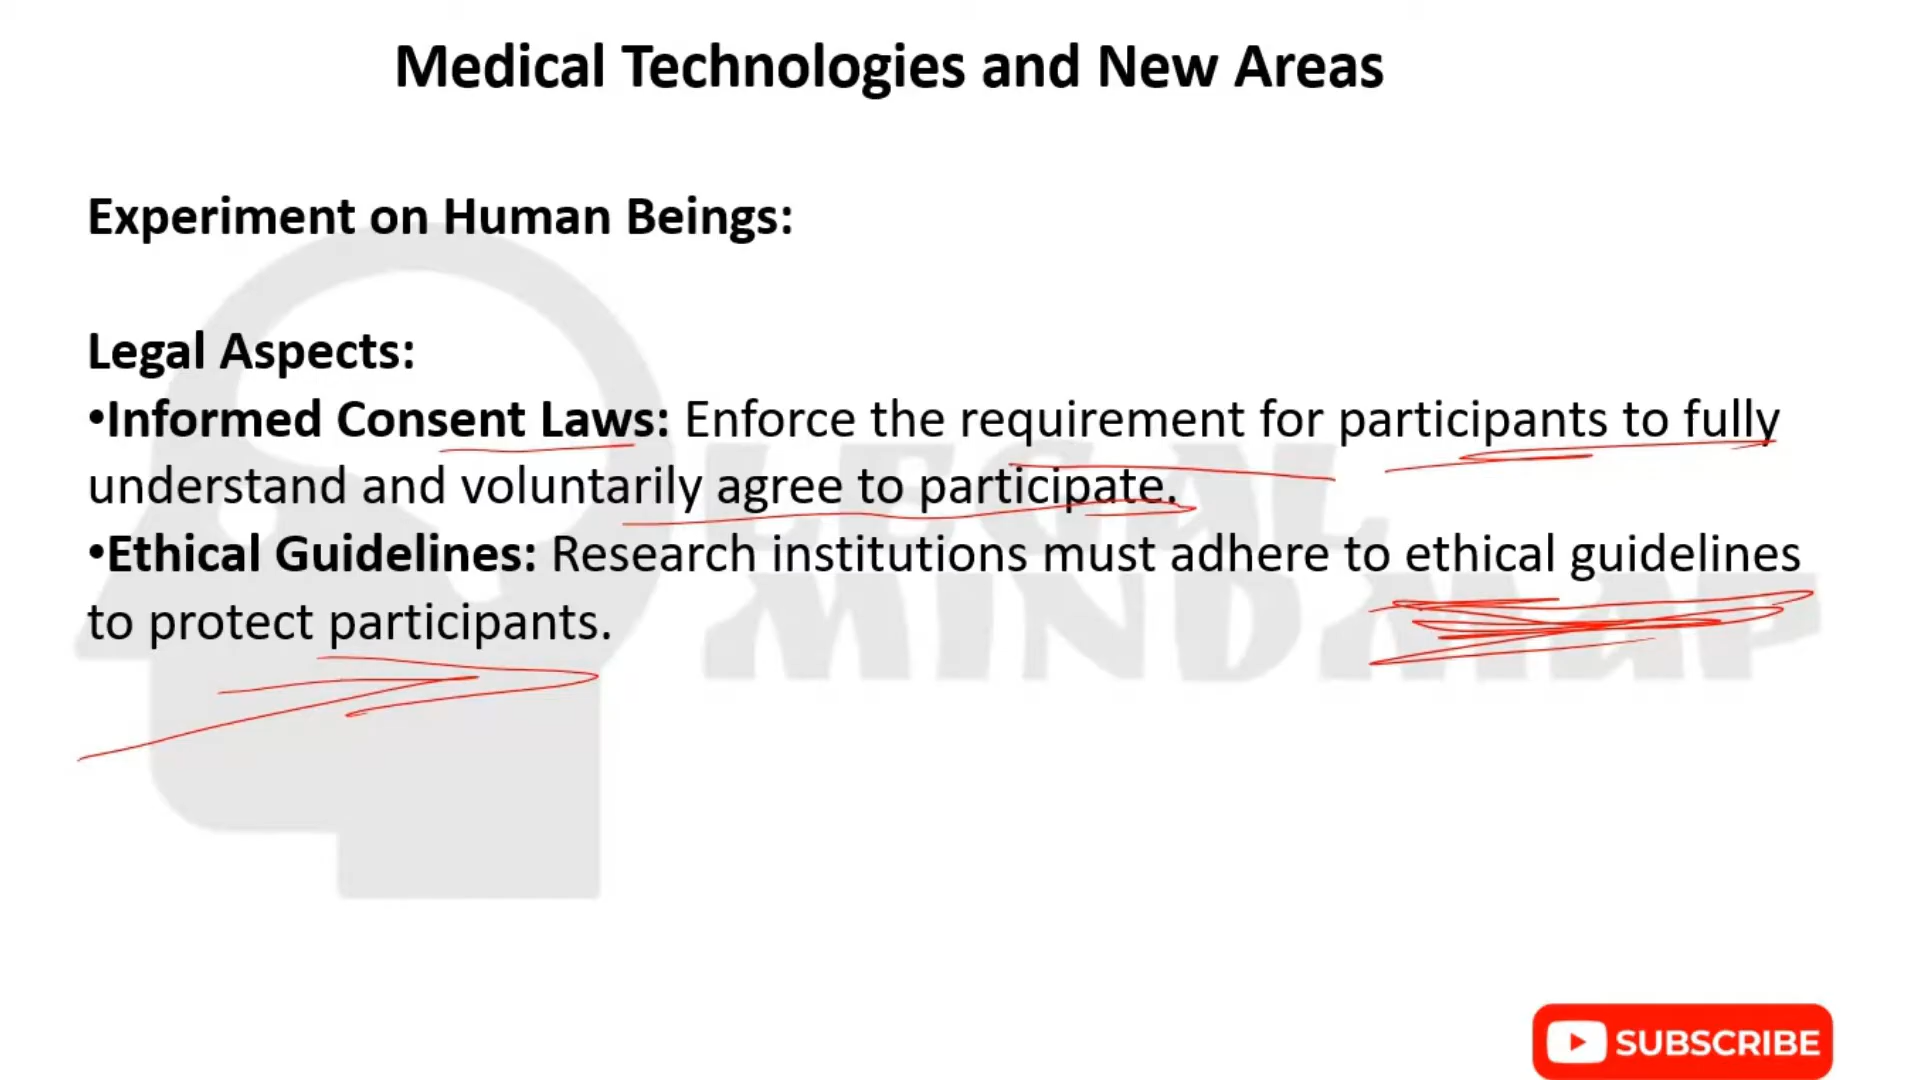 Medical Technologies and New Areas
Experiment on Human Beings:
Legal Aspects:
•Informed Consent Laws: Enforce the requirement for participants to fully
understand and voluntarily agree to participate.
•Ethical Guidelines: Research institutions must adhere to ethical guidelines
to protect participants.
LEGAL
MINDMAP
SUBSCRIBE